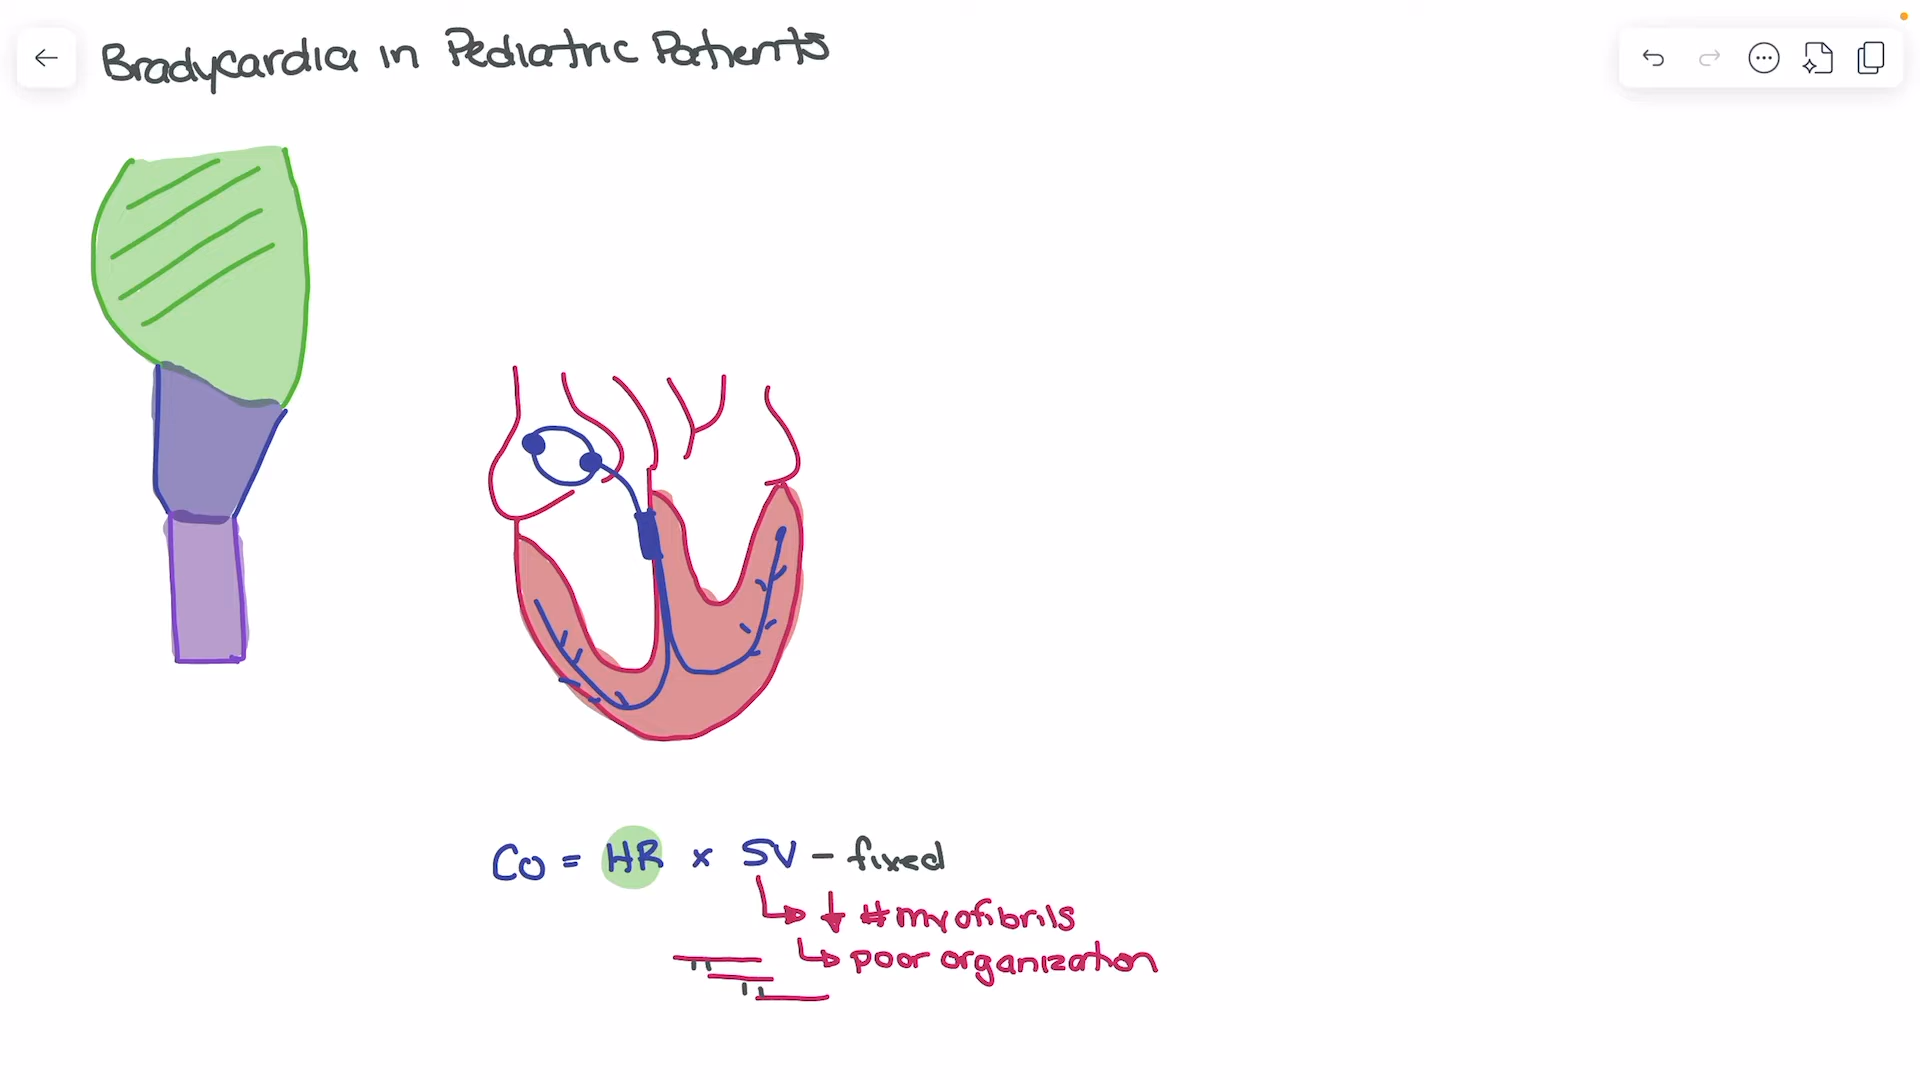 Bradycardia in Pediatric Patients
CO = HR x SV – fixed
↓ # myofibrils
poor organization